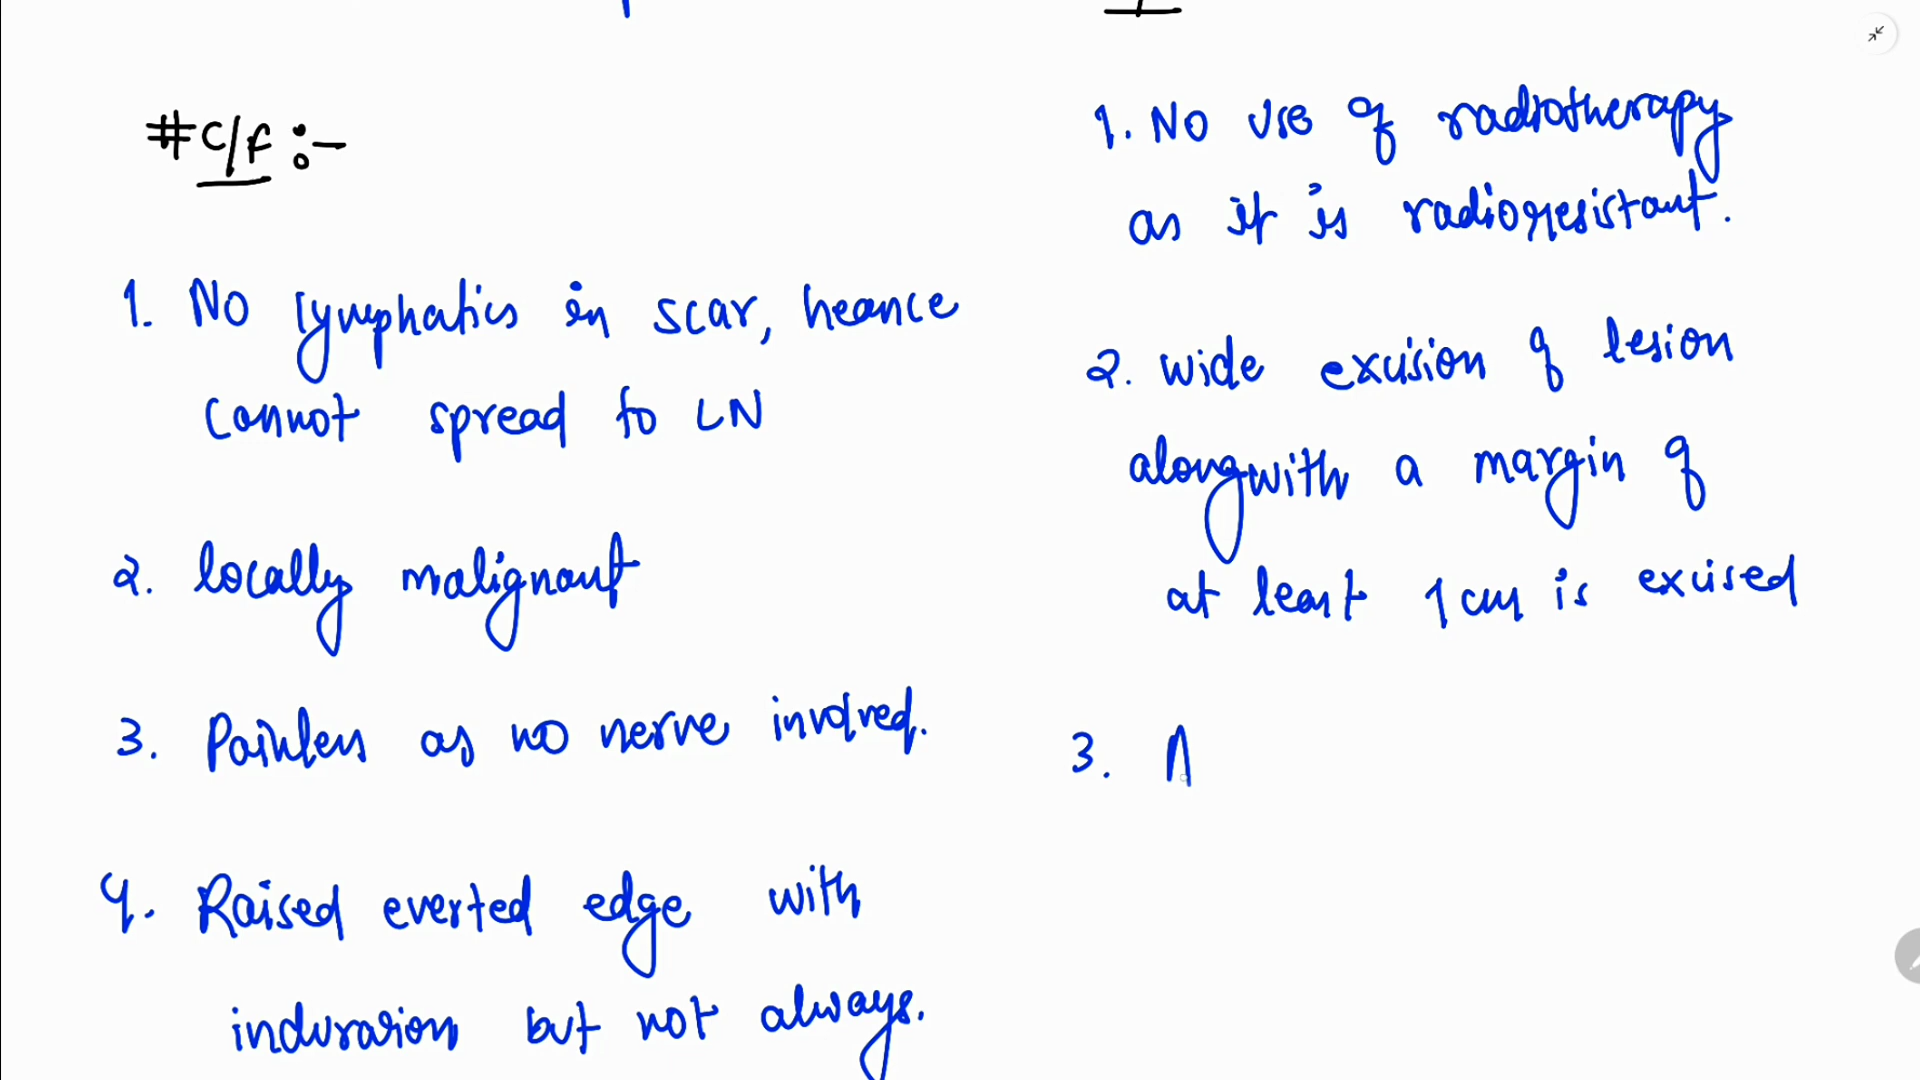 #C/F :-
1. No lymphatics in scar, heance
cannot spread to LN
2. locally malignant
3. Painless as no nerve involved.
4. Raised everted edge with
induration but not always.
1. No use of radiotherapy
as it is radioresistant.
2. wide excision of lesion
alongwith a margin of
at least 1 cm is excised
3. A